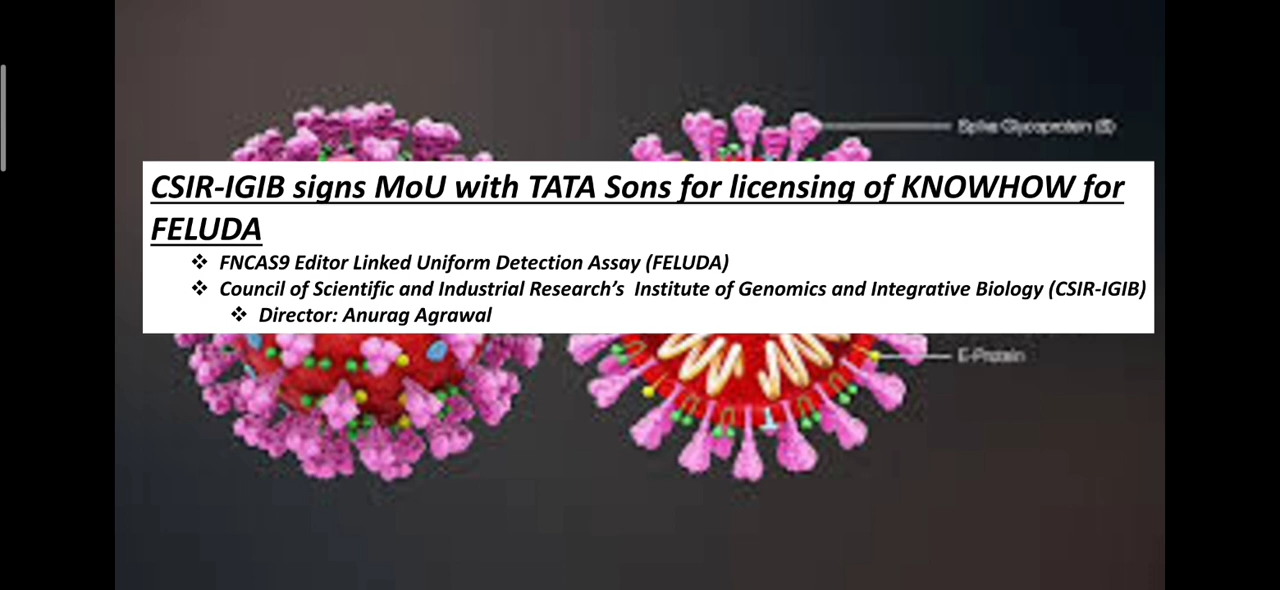 Spike Glycoprotein (S)
CSIR-IGIB signs MoU with TATA Sons for licensing of KNOWHOW for
FELUDA
❖ FNCAS9 Editor Linked Uniform Detection Assay (FELUDA)
❖ Council of Scientific and Industrial Research’s Institute of Genomics and Integrative Biology (CSIR-IGIB)
❖ Director: Anurag Agrawal
E-Protein